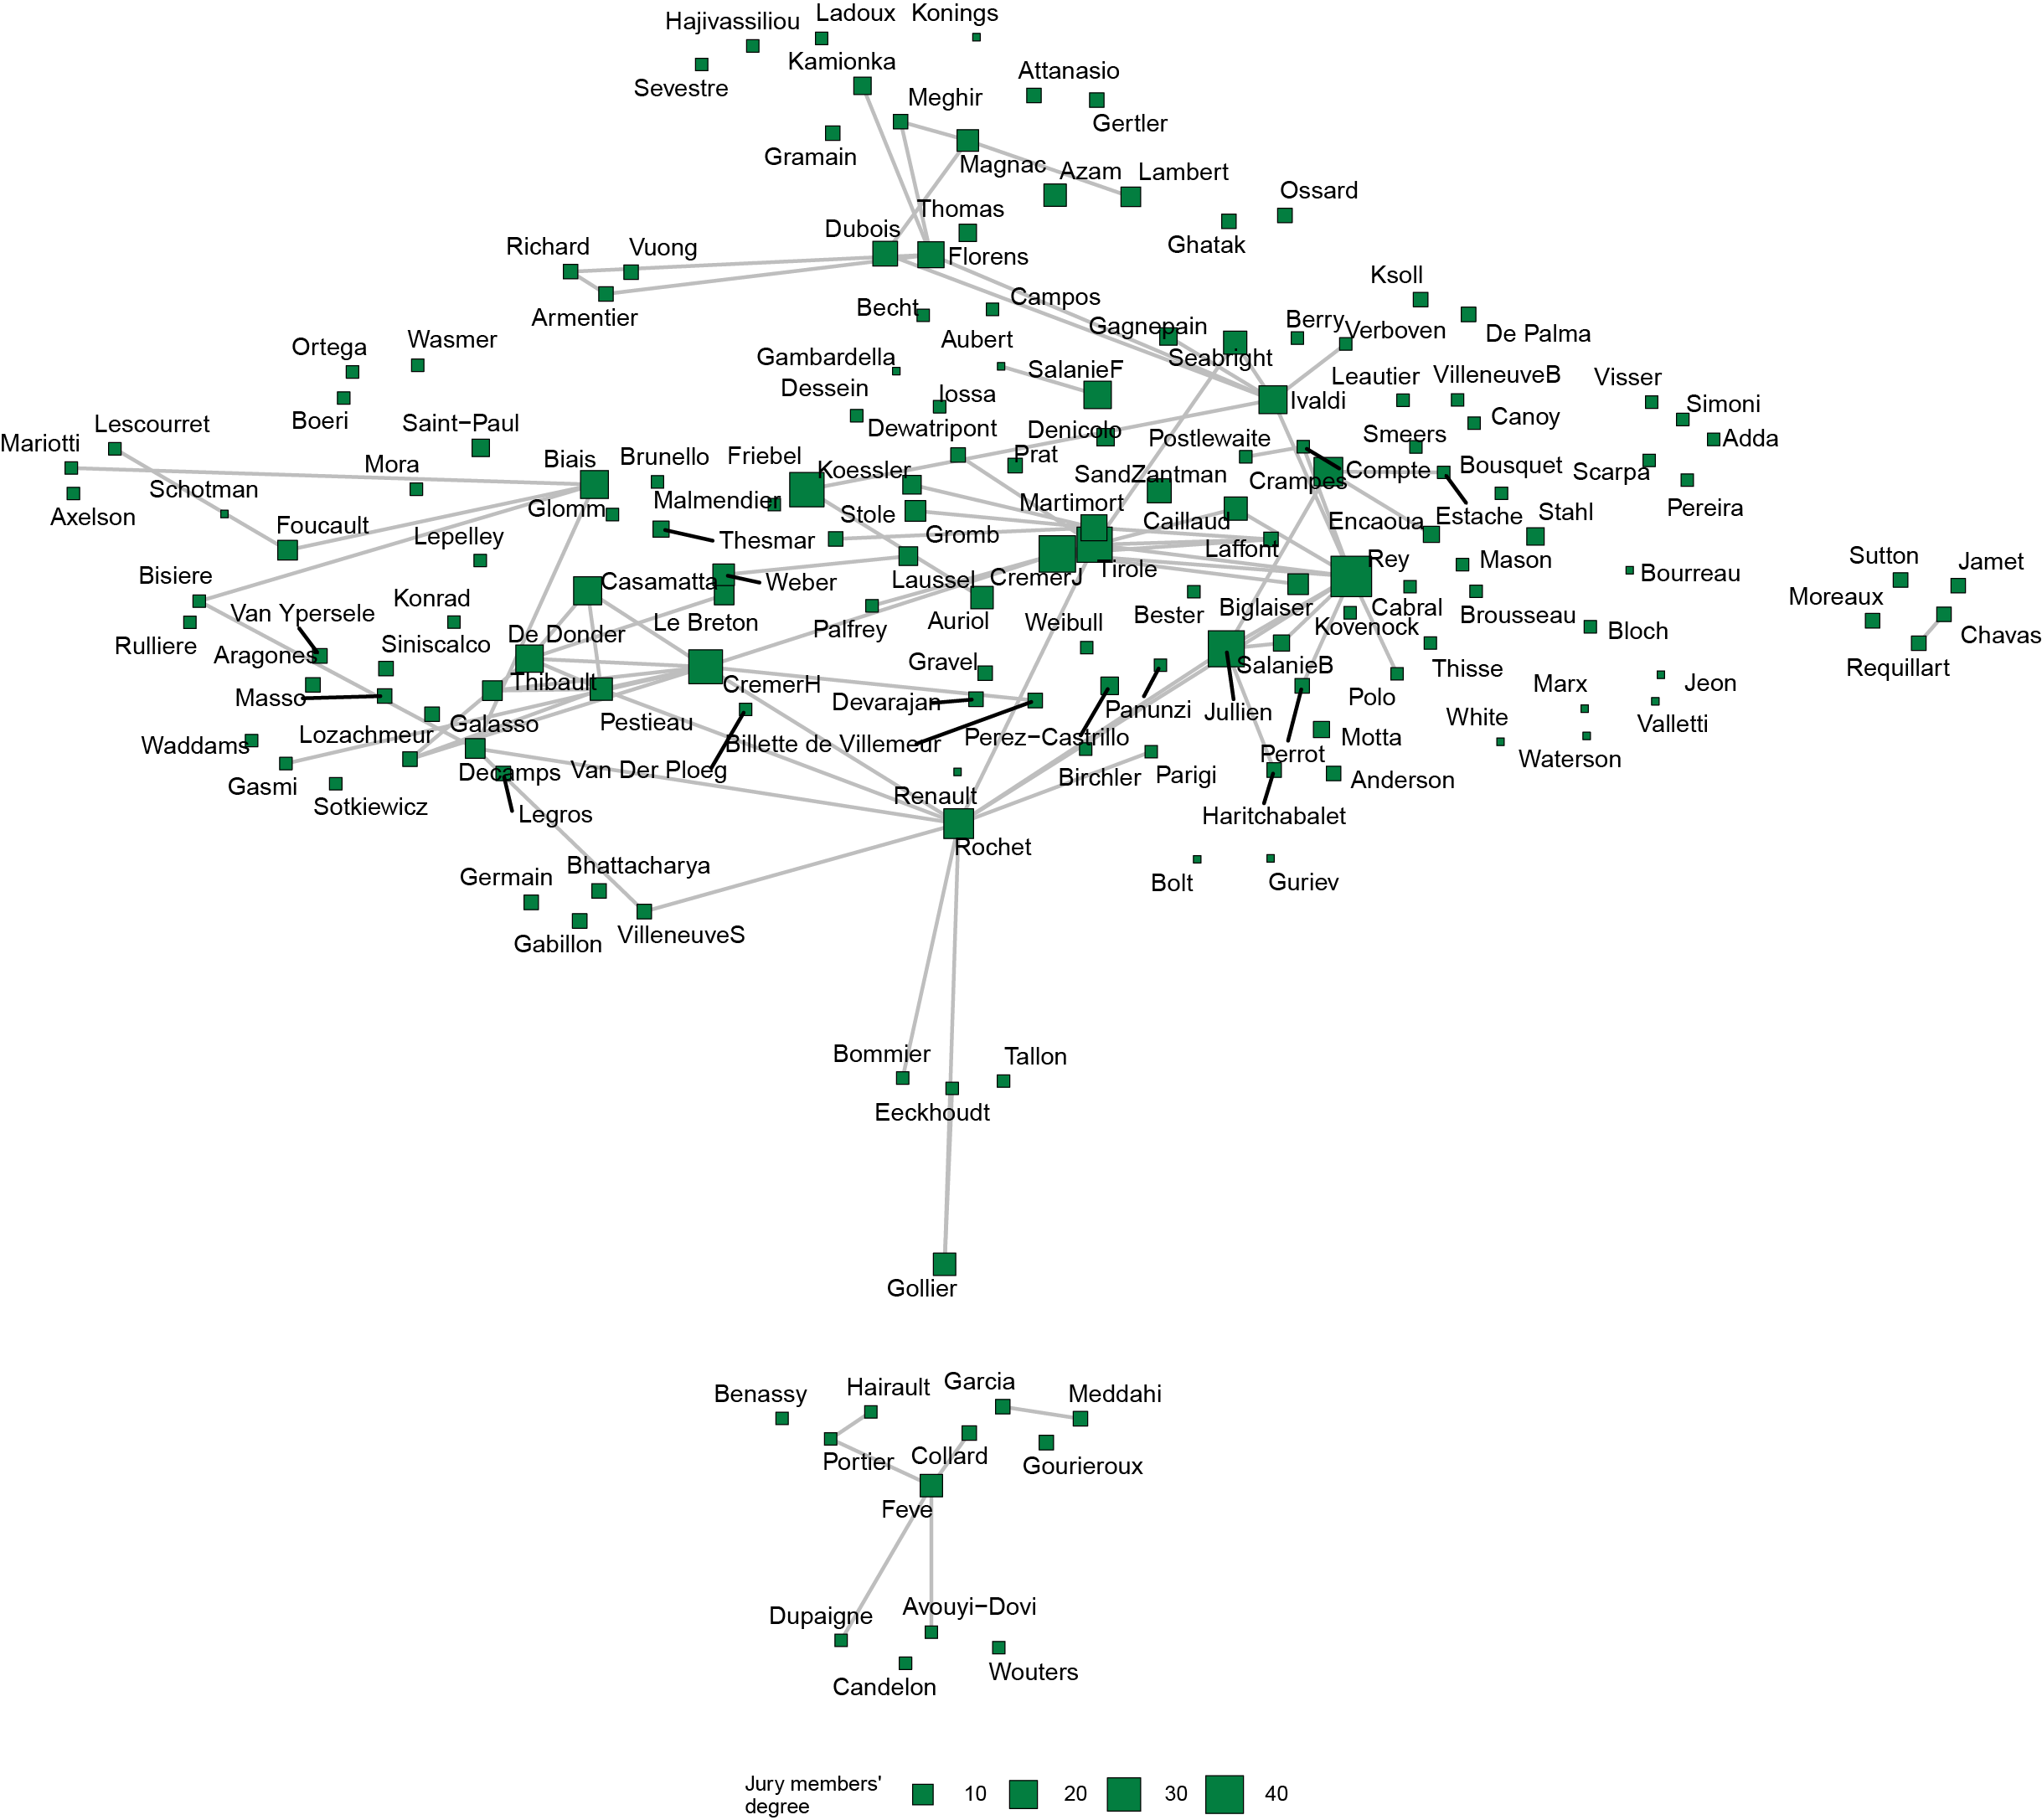 Hajivassiliou
Ladoux
Konings
Sevestre
Kamionka
Attanasio
Meghir
Gertler
Gramain
Magnac
Azam
Lambert
Ossard
Thomas
Dubois
Ghatak
Richard
Vuong
Florens
Ksoll
Armentier
Becht
Campos
Gagnepain
Berry
Verboven
De Palma
Ortega
Wasmer
Aubert
Seabright
Gambardella
SalanieF
Leautier
VilleneuveB
Visser
Dessein
Iossa
Ivaldi
Simoni
Boeri
Saint−Paul
Lescourret
Canoy
Mariotti
Dewatripont
Denicolo
Postlewaite
Smeers
Adda
Mora
Biais
Brunello
Friebel
Koessler
Prat
Compte
Bousquet
Scarpa
SandZantman
Crampes
Schotman
Malmendier
Martimort
Pereira
Axelson
Glomm
Foucault
Stole
Caillaud
Encaoua
Estache
Stahl
Lepelley
Thesmar
Gromb
Laffont
Rey
Mason
Sutton
Jamet
Bisiere
Casamatta
Weber
Laussel
CremerJ
Tirole
Bourreau
Van Ypersele
Konrad
Moreaux
Bester
Biglaiser
Cabral
Brousseau
Le Breton
Palfrey
Auriol
Weibull
Kovenock
Bloch
Chavas
Rulliere
Aragones
Siniscalco
De Donder
Gravel
SalanieB
Thisse
Requillart
Thibault
CremerH
Masso
Devarajan
Panunzi
Jullien
Polo
Marx
Jeon
Waddams
Lozachmeur
Galasso
Pestieau
Billette de Villemeur
Perez−Castrillo
Perrot
Motta
White
Valletti
Gasmi
Decamps
Van Der Ploeg
Birchler
Parigi
Anderson
Waterson
Sotkiewicz
Legros
Renault
Haritchabalet
Rochet
Germain
Bhattacharya
Bolt
Guriev
Gabillon
VilleneuveS
Bommier
Tallon
Eeckhoudt
Gollier
Benassy
Hairault
Garcia
Meddahi
Portier
Collard
Gourieroux
Feve
Dupaigne
Avouyi−Dovi
Candelon
Wouters
Jury members'
degree
10
20
30
40